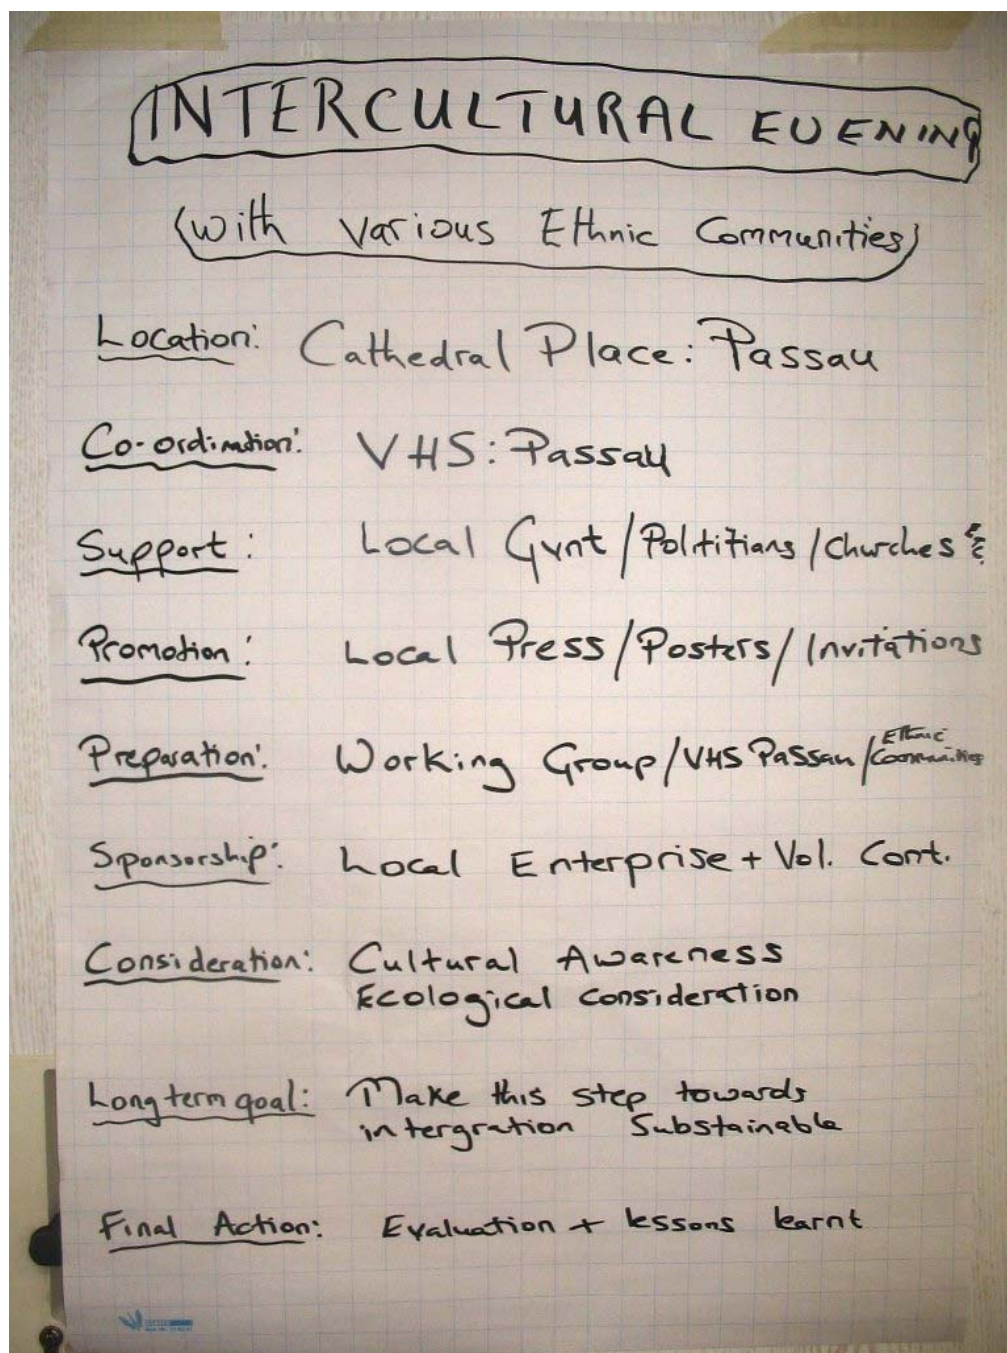 INTERCULTURAL EVENING
(With Various Ethnic Communities)
Location: Cathedral Place: Passau
Co-ordination: VHS: Passau
Support: Local Gvnt/Polititians/Churches &
Promotion: Local Press/Posters/Invitations
Preparation: Working Group/VHS Passau/Ethnic Communities
Sponsorship: Local Enterprise + Vol. Cont.
Consideration: Cultural Awareness
Ecological consideration
Long term goal: Make this step towards
intergration Substainable
Final Action: Evaluation + lessons learnt